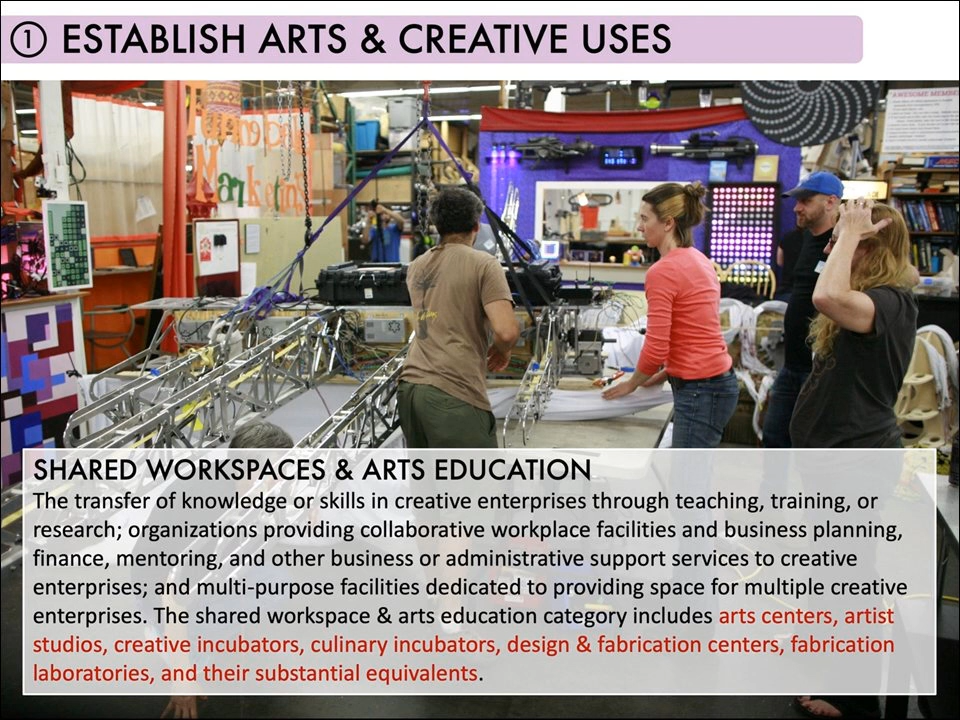 ① ESTABLISH ARTS & CREATIVE USES
AWESOME MEMBE
SHARED WORKSPACES & ARTS EDUCATION
The transfer of knowledge or skills in creative enterprises through teaching, training, or
research; organizations providing collaborative workplace facilities and business planning,
finance, mentoring, and other business or administrative support services to creative
enterprises; and multi-purpose facilities dedicated to providing space for multiple creative
enterprises. The shared workspace & arts education category includes arts centers, artist
studios, creative incubators, culinary incubators, design & fabrication centers, fabrication
laboratories, and their substantial equivalents.